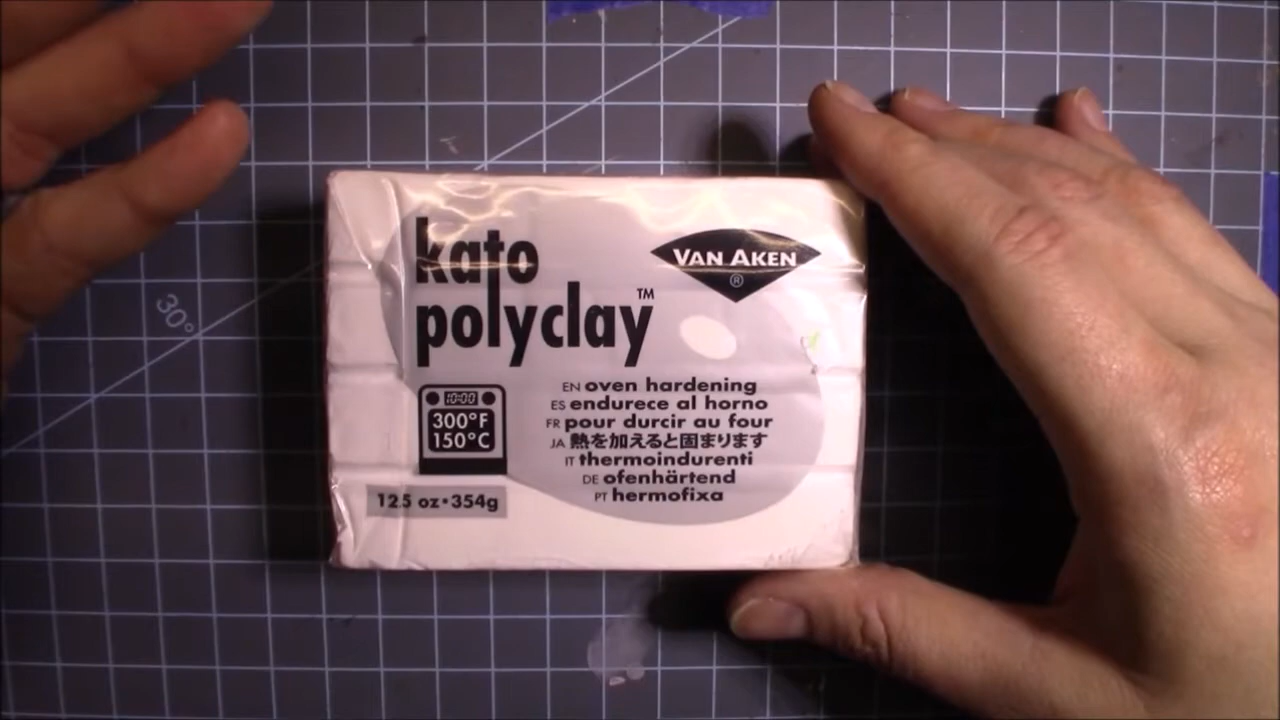 kato
polyclay™
VAN AKEN
®
EN oven hardening
ES endurece al horno
FR pour durcir au four
JA 熱を加えると固まります
IT thermoindurenti
DE ofenhärtend
PT hermofixa
10:00
300°F
150°C
12.5 oz•354g
30°